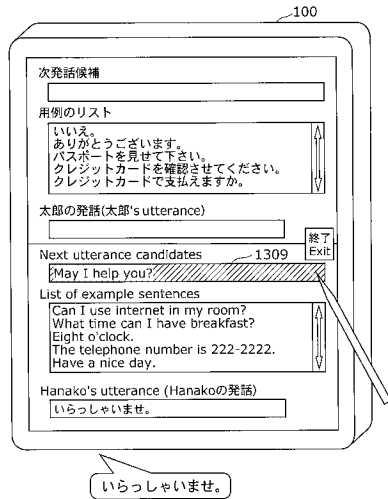 100
次発話候補
用例のリスト
いいえ。
ありがとうございます。
パスポートを見せて下さい。
クレジットカードを確認させてください。
クレジットカードで支払えますか。
太郎の発話(太郎's utterance)
終了
Exit
Next utterance candidates
1309
May I help you?
List of example sentences
Can I use internet in my room?
What time can I have breakfast?
Eight o'clock.
The telephone number is 222-2222.
Have a nice day.
Hanako's utterance (Hanakoの発話)
いらっしゃいませ。
いらっしゃいませ。